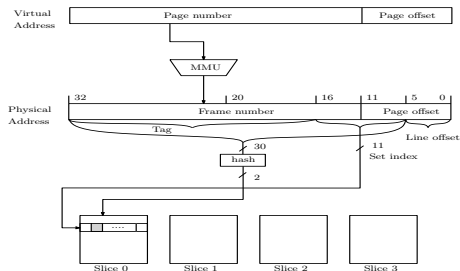 Virtual
Address
Page number
Page offset
MMU
32
20
16
11
5
0
Physical
Address
Frame number
Page offset
Tag
Line offset
30
11
hash
Set index
2
....
Slice 0
Slice 1
Slice 2
Slice 3